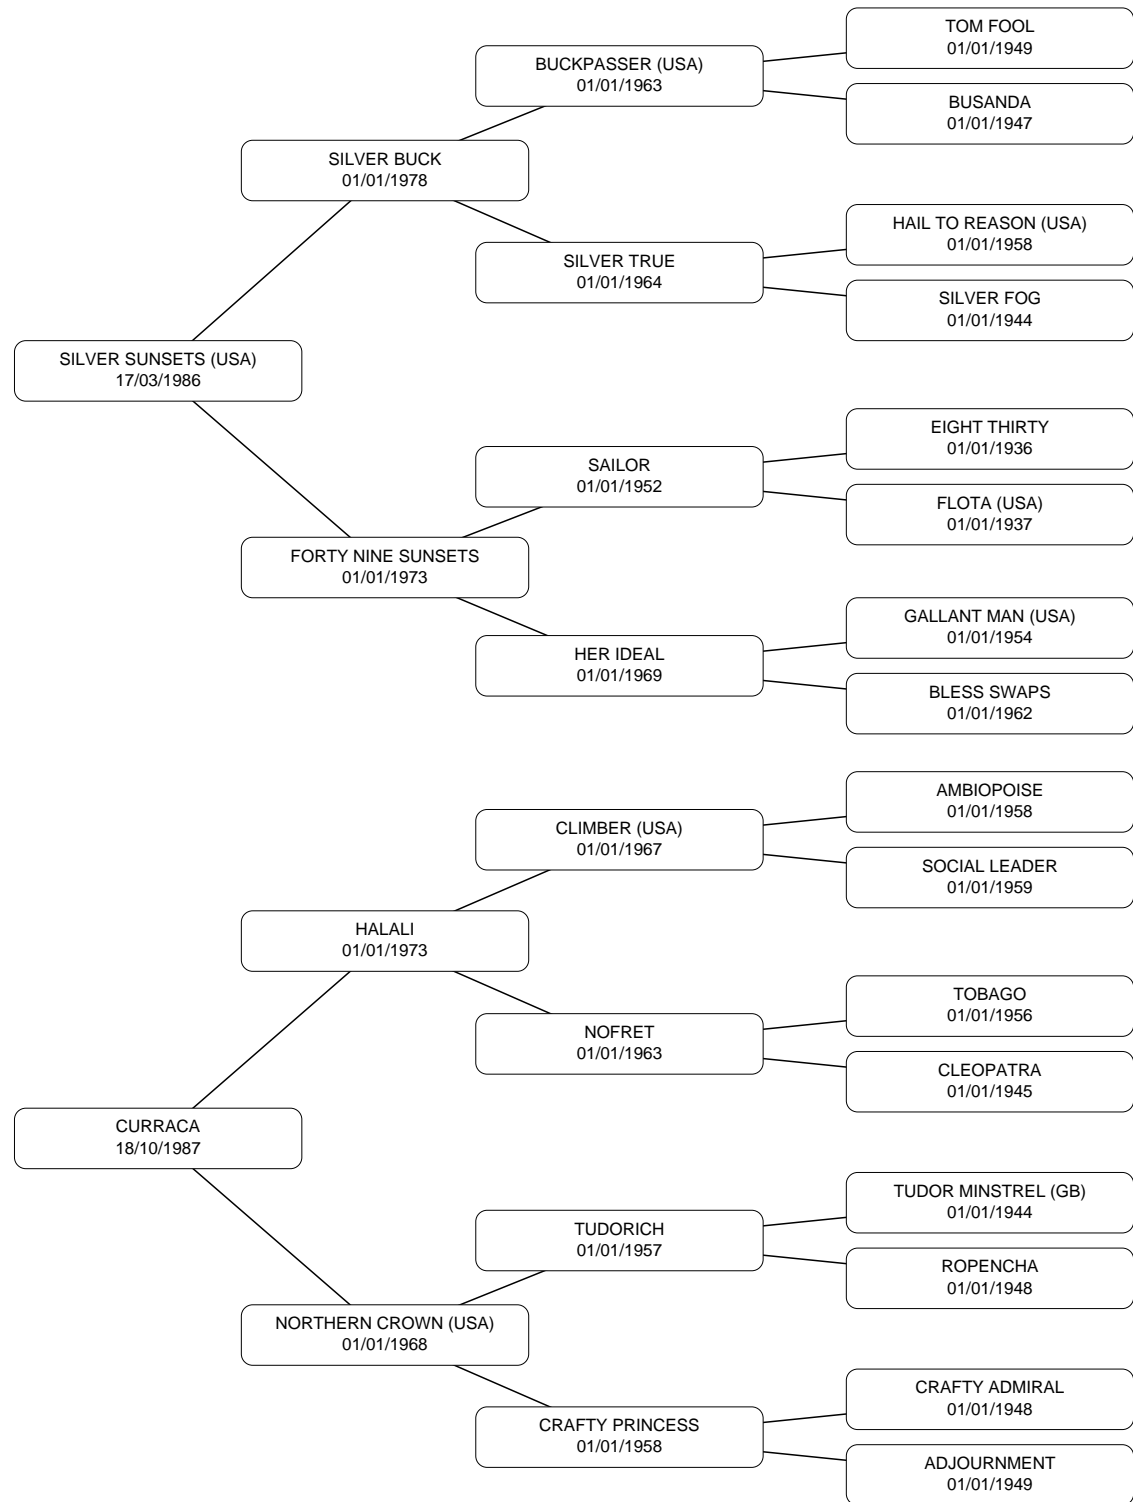 TOM FOOL
01/01/1949
BUCKPASSER (USA)
01/01/1963
BUSANDA
01/01/1947
SILVER BUCK
01/01/1978
HAIL TO REASON (USA)
01/01/1958
SILVER TRUE
01/01/1964
SILVER FOG
01/01/1944
SILVER SUNSETS (USA)
17/03/1986
EIGHT THIRTY
01/01/1936
SAILOR
01/01/1952
FLOTA (USA)
01/01/1937
FORTY NINE SUNSETS
01/01/1973
GALLANT MAN (USA)
01/01/1954
HER IDEAL
01/01/1969
BLESS SWAPS
01/01/1962
AMBIOPOISE
01/01/1958
CLIMBER (USA)
01/01/1967
SOCIAL LEADER
01/01/1959
HALALI
01/01/1973
TOBAGO
01/01/1956
NOFRET
01/01/1963
CLEOPATRA
01/01/1945
CURRACA
18/10/1987
TUDOR MINSTREL (GB)
01/01/1944
TUDORICH
01/01/1957
ROPENCHA
01/01/1948
NORTHERN CROWN (USA)
01/01/1968
CRAFTY ADMIRAL
01/01/1948
CRAFTY PRINCESS
01/01/1958
ADJOURNMENT
01/01/1949